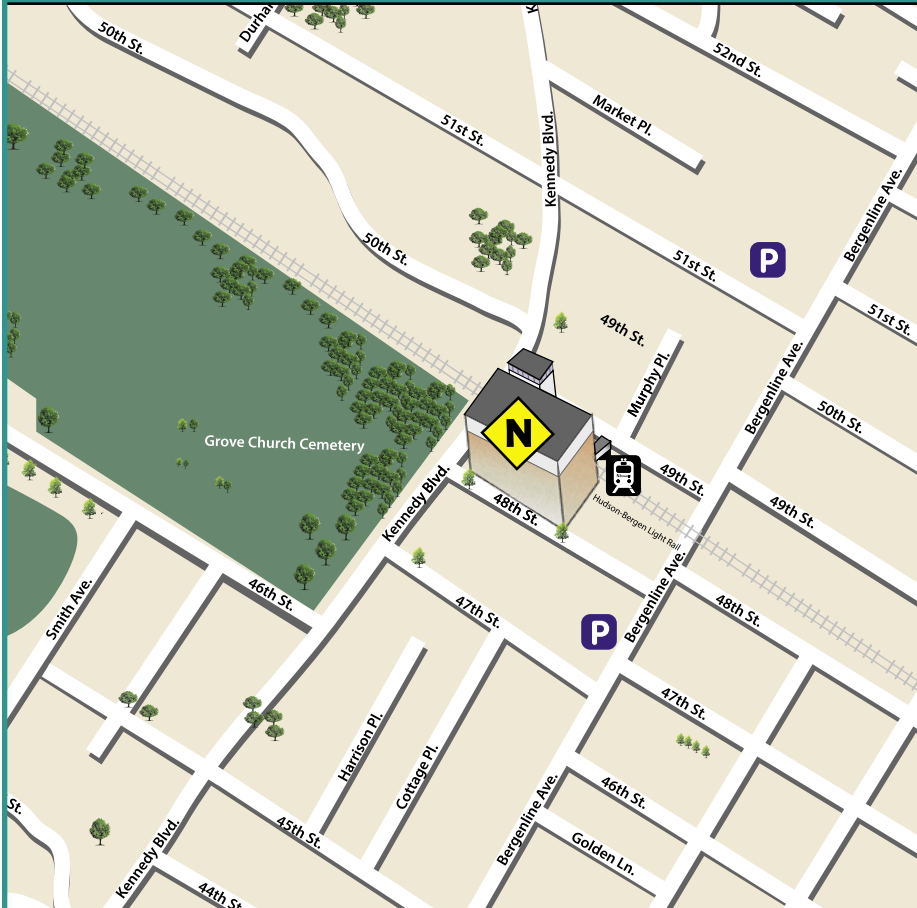 Durha
K
50th St.
52nd St.
Market Pl.
51st St.
Kennedy Blvd.
Bergenline Ave.
50th St.
51st St.
P
51st St.
49th St.
Murphy Pl.
Bergenline Ave.
50th St.
N
Grove Church Cemetery
Kennedy Blvd.
49th St.
48th St.
Hudson-Bergen Light Rail
49th St.
Smith Ave.
46th St.
47th St.
P
Bergenline Ave.
48th St.
47th St.
Harrison Pl.
Cottage Pl.
46th St.
St.
45th St.
Bergenline Ave.
Golden Ln.
Kennedy Blvd.
44th St.